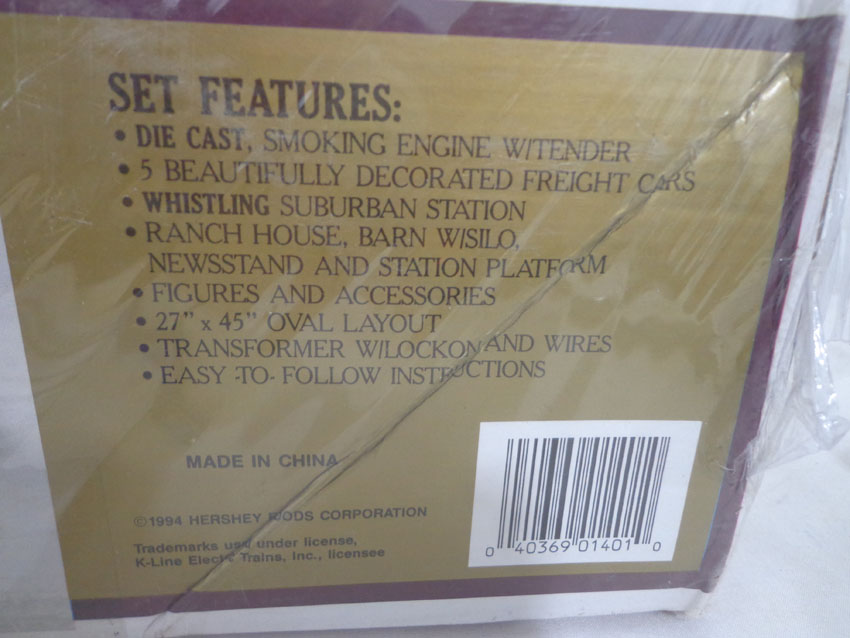 SET FEATURES:
• DIE CAST, SMOKING ENGINE W/TENDER
• 5 BEAUTIFULLY DECORATED FREIGHT CARS
• WHISTLING SUBURBAN STATION
• RANCH HOUSE, BARN W/SILO,
NEWSSTAND AND STATION PLATFORM
• FIGURES AND ACCESSORIES
• 27" x 45" OVAL LAYOUT
• TRANSFORMER W/LOCKON AND WIRES
• EASY -TO- FOLLOW INSTRUCTIONS
MADE IN CHINA
©1994 HERSHEY FOODS CORPORATION
Trademarks used under license,
K-Line Electric Trains, Inc., licensee
0 40369 01401 0